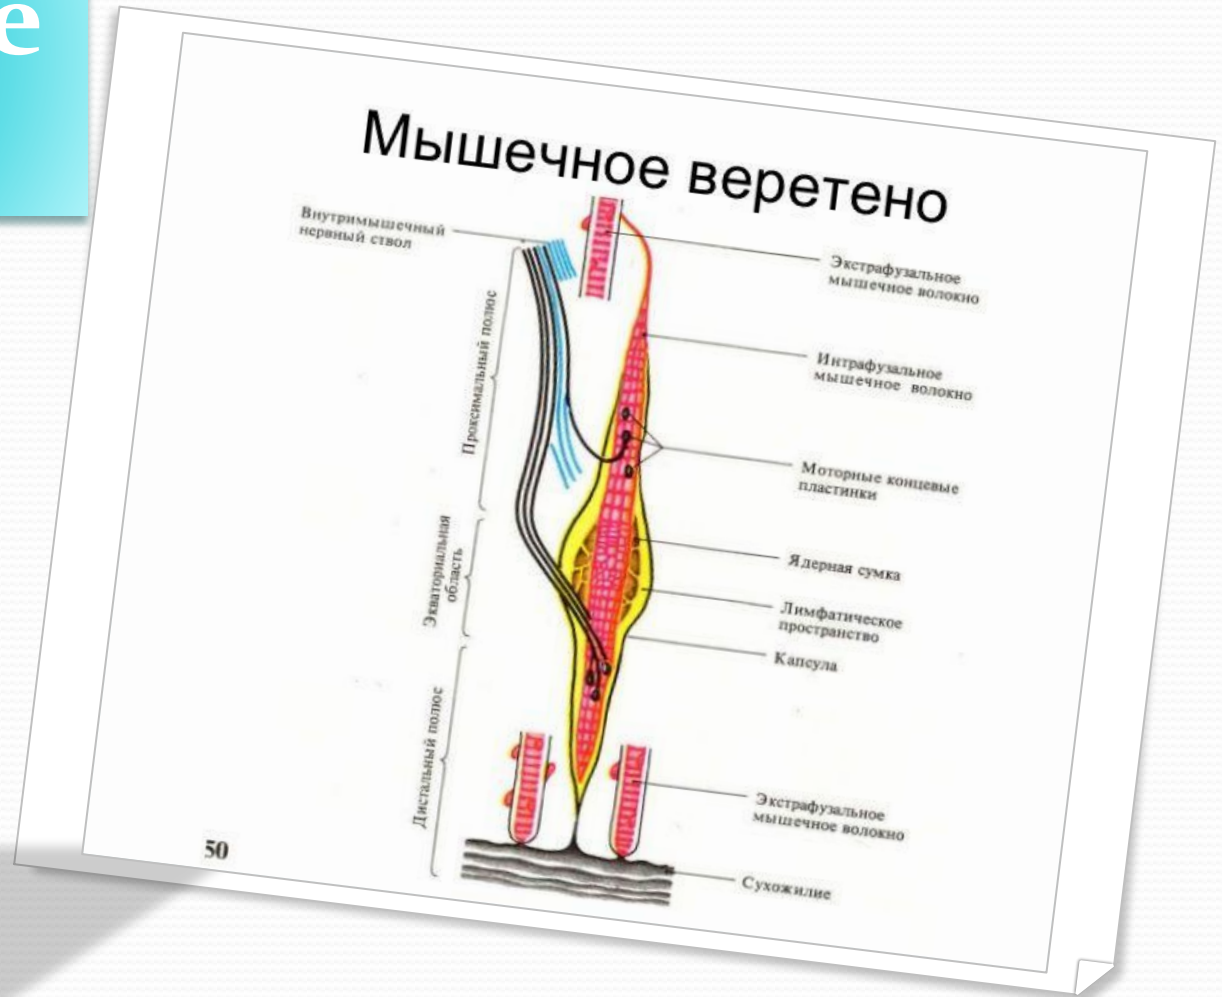 е
Мышечное веретено
Внутримышечный
нервный ствол
Экстрафузальное
мышечное волокно
Проксимальный полюс
Интрафузальное
мышечное волокно
Моторные концевые
пластинки
Экваториальная
область
Ядерная сумка
Лимфатическое
пространство
Капсула
Дистальный полюс
Экстрафузальное
мышечное волокно
Сухожилие
50